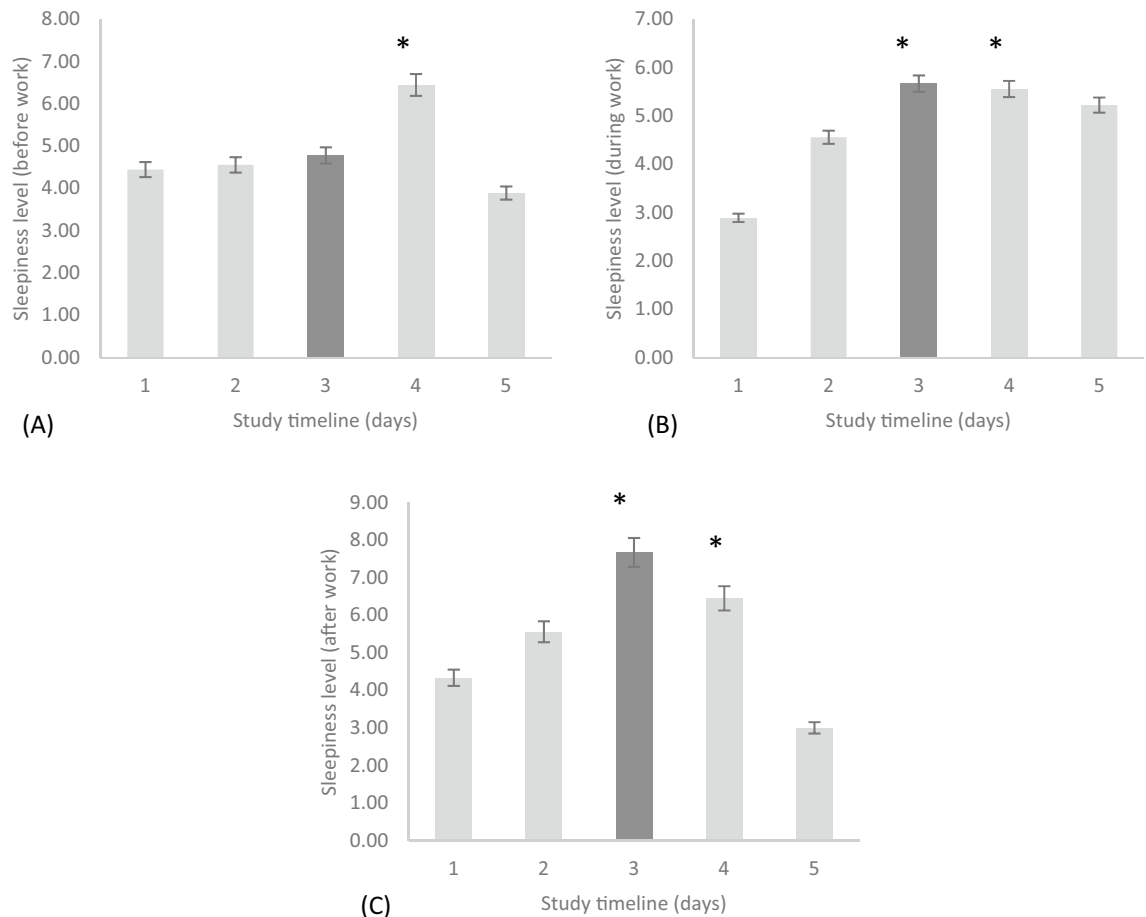 Sleepiness level (before work)
8.00
7.00
6.00
5.00
4.00
3.00
2.00
1.00
0.00
*
1 2 3 4 5
Study timeline (days)
(A)
Sleepiness level (during work)
7.00
6.00
5.00
4.00
3.00
2.00
1.00
0.00
* *
1 2 3 4 5
Study timeline (days)
(B)
Sleepiness level (after work)
9.00
8.00
7.00
6.00
5.00
4.00
3.00
2.00
1.00
0.00
*
*
1 2 3 4 5
Study timeline (days)
(C)